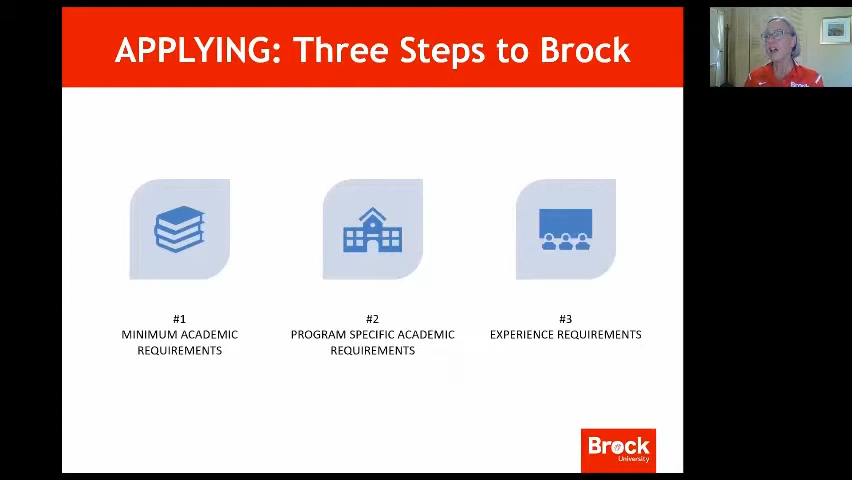 APPLYING: Three Steps to Brock
#1
MINIMUM ACADEMIC
REQUIREMENTS
#2
PROGRAM SPECIFIC ACADEMIC
REQUIREMENTS
#3
EXPERIENCE REQUIREMENTS
Brock
University
Brock